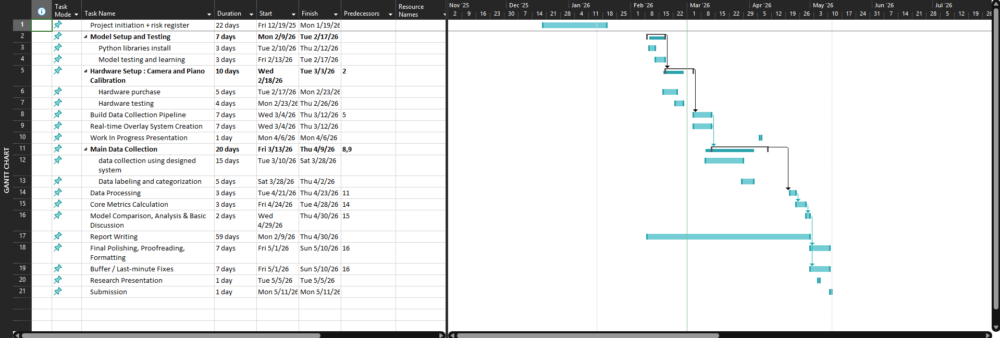 Task Mode Task Name Duration Start Finish Predecessors Resource Names
Nov '25 Dec '25 Jan '26 Feb '26 Mar '26 Apr '26 May '26 Jun '26 Jul '26
2 9 16 23 30 7 14 21 28 4 11 18 25 1 8 15 22 1 8 15 22 29 5 12 19 26 3 10 17 24 31 7 14 21 28 5 12 19 26
GANTT CHART
1 Project initiation + risk register 22 days Fri 12/19/25 Mon 1/19/26
2 Model Setup and Testing 7 days Mon 2/9/26 Tue 2/17/26
3 Python libraries install 3 days Tue 2/10/26 Thu 2/12/26
4 Model testing and learning 3 days Fri 2/13/26 Tue 2/17/26
5 Hardware Setup : Camera and Piano 10 days Wed Tue 3/3/26 2
Calibration 2/18/26
6 Hardware purchase 5 days Tue 2/17/26 Mon 2/23/26
7 Hardware testing 4 days Mon 2/23/26 Thu 2/26/26
8 Build Data Collection Pipeline 7 days Wed 3/4/26 Thu 3/12/26 5
9 Real-time Overlay System Creation 7 days Wed 3/4/26 Thu 3/12/26
10 Work In Progress Presentation 1 day Mon 4/6/26 Mon 4/6/26
11 Main Data Collection 20 days Fri 3/13/26 Thu 4/9/26 8,9
12 data collection using designed 15 days Tue 3/10/26 Sat 3/28/26
system
13 Data labeling and categorization 5 days Sat 3/28/26 Thu 4/2/26
14 Data Processing 3 days Tue 4/21/26 Thu 4/23/26 11
15 Core Metrics Calculation 3 days Fri 4/24/26 Tue 4/28/26 14
16 Model Comparison, Analysis & Basic 2 days Wed Thu 4/30/26 15
Discussion 4/29/26
17 Report Writing 59 days Mon 2/9/26 Thu 4/30/26
18 Final Polishing, Proofreading, 7 days Fri 5/1/26 Sun 5/10/26 16
Formatting
19 Buffer / Last-minute Fixes 7 days Fri 5/1/26 Sun 5/10/26 16
20 Research Presentation 1 day Tue 5/5/26 Tue 5/5/26
21 Submission 1 day Mon 5/11/26 Mon 5/11/26